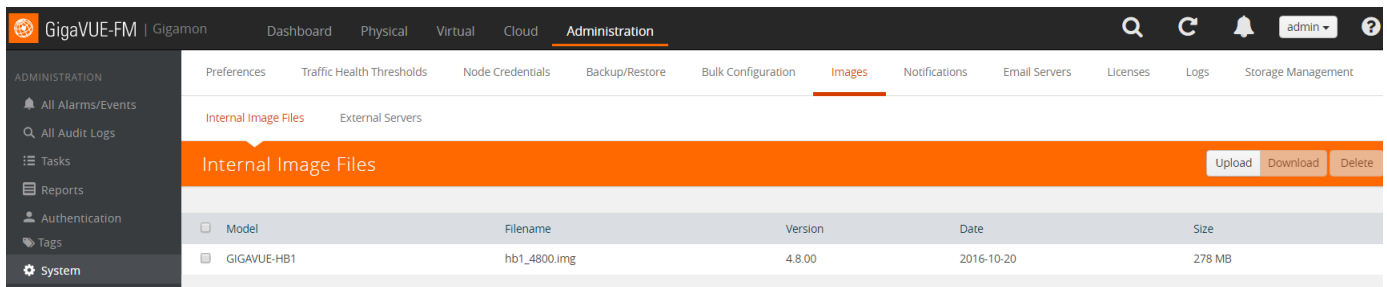 GigaVUE-FM | Gigamon Dashboard Physical Virtual Cloud Administration admin ?
ADMINISTRATION
All Alarms/Events
All Audit Logs
Tasks
Reports
Authentication
Tags
System
Preferences Traffic Health Thresholds Node Credentials Backup/Restore Bulk Configuration Images Notifications Email Servers Licenses Logs Storage Management
Internal Image Files External Servers
Internal Image Files Upload Download Delete
Model Filename Version Date Size
GIGAVUE-HB1 hb1_4800.img 4.8.00 2016-10-20 278 MB